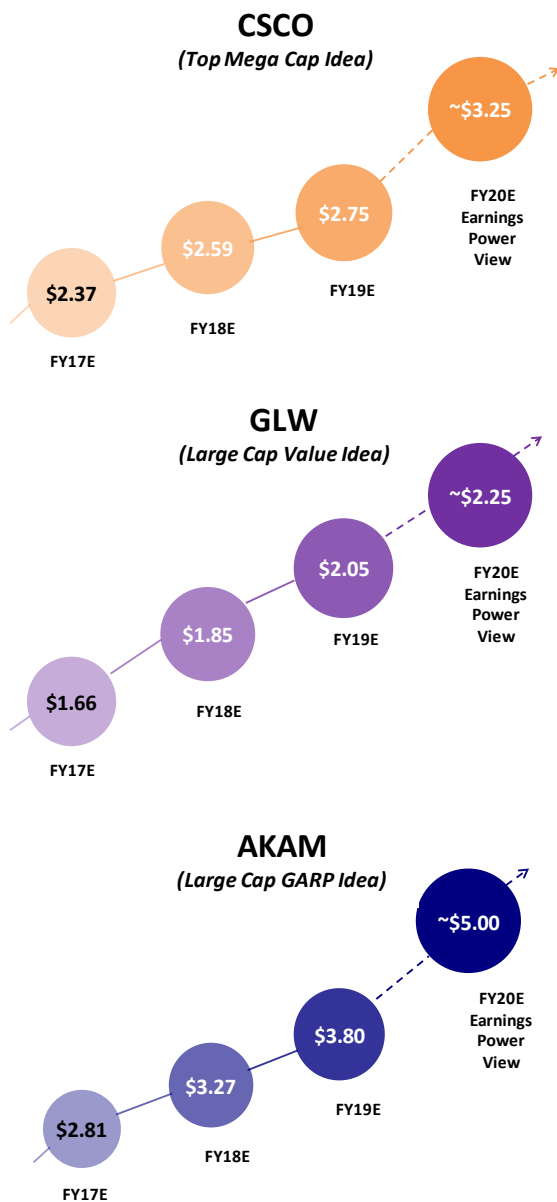 CSCO
(Top Mega Cap Idea)
~$3.25
FY20E
Earnings
Power
View
$2.75
FY19E
$2.59
FY18E
$2.37
FY17E
GLW
(Large Cap Value Idea)
~$2.25
FY20E
Earnings
Power
View
$2.05
FY19E
$1.85
FY18E
$1.66
FY17E
AKAM
(Large Cap GARP Idea)
~$5.00
FY20E
Earnings
Power
View
$3.80
FY19E
$3.27
FY18E
$2.81
FY17E